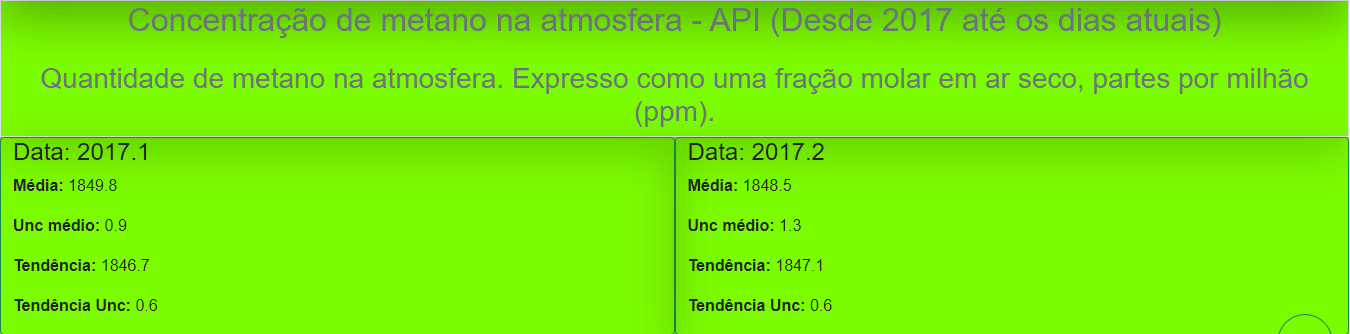 Concentração de metano na atmosfera - API (Desde 2017 até os dias atuais)
Quantidade de metano na atmosfera. Expresso como uma fração molar em ar seco, partes por milhão
(ppm).
Data: 2017.1
Média: 1849.8
Unc médio: 0.9
Tendência: 1846.7
Tendência Unc: 0.6
Data: 2017.2
Média: 1848.5
Unc médio: 1.3
Tendência: 1847.1
Tendência Unc: 0.6